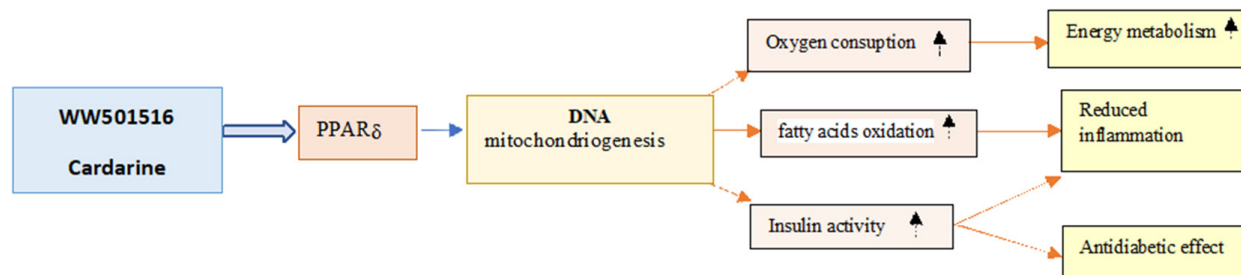 WW501516
Cardarine
PPARδ
DNA
mitochondriogenesis
Oxygen consuption
fatty acids oxidation
Insulin activity
Energy metabolism
Reduced
inflammation
Antidiabetic effect